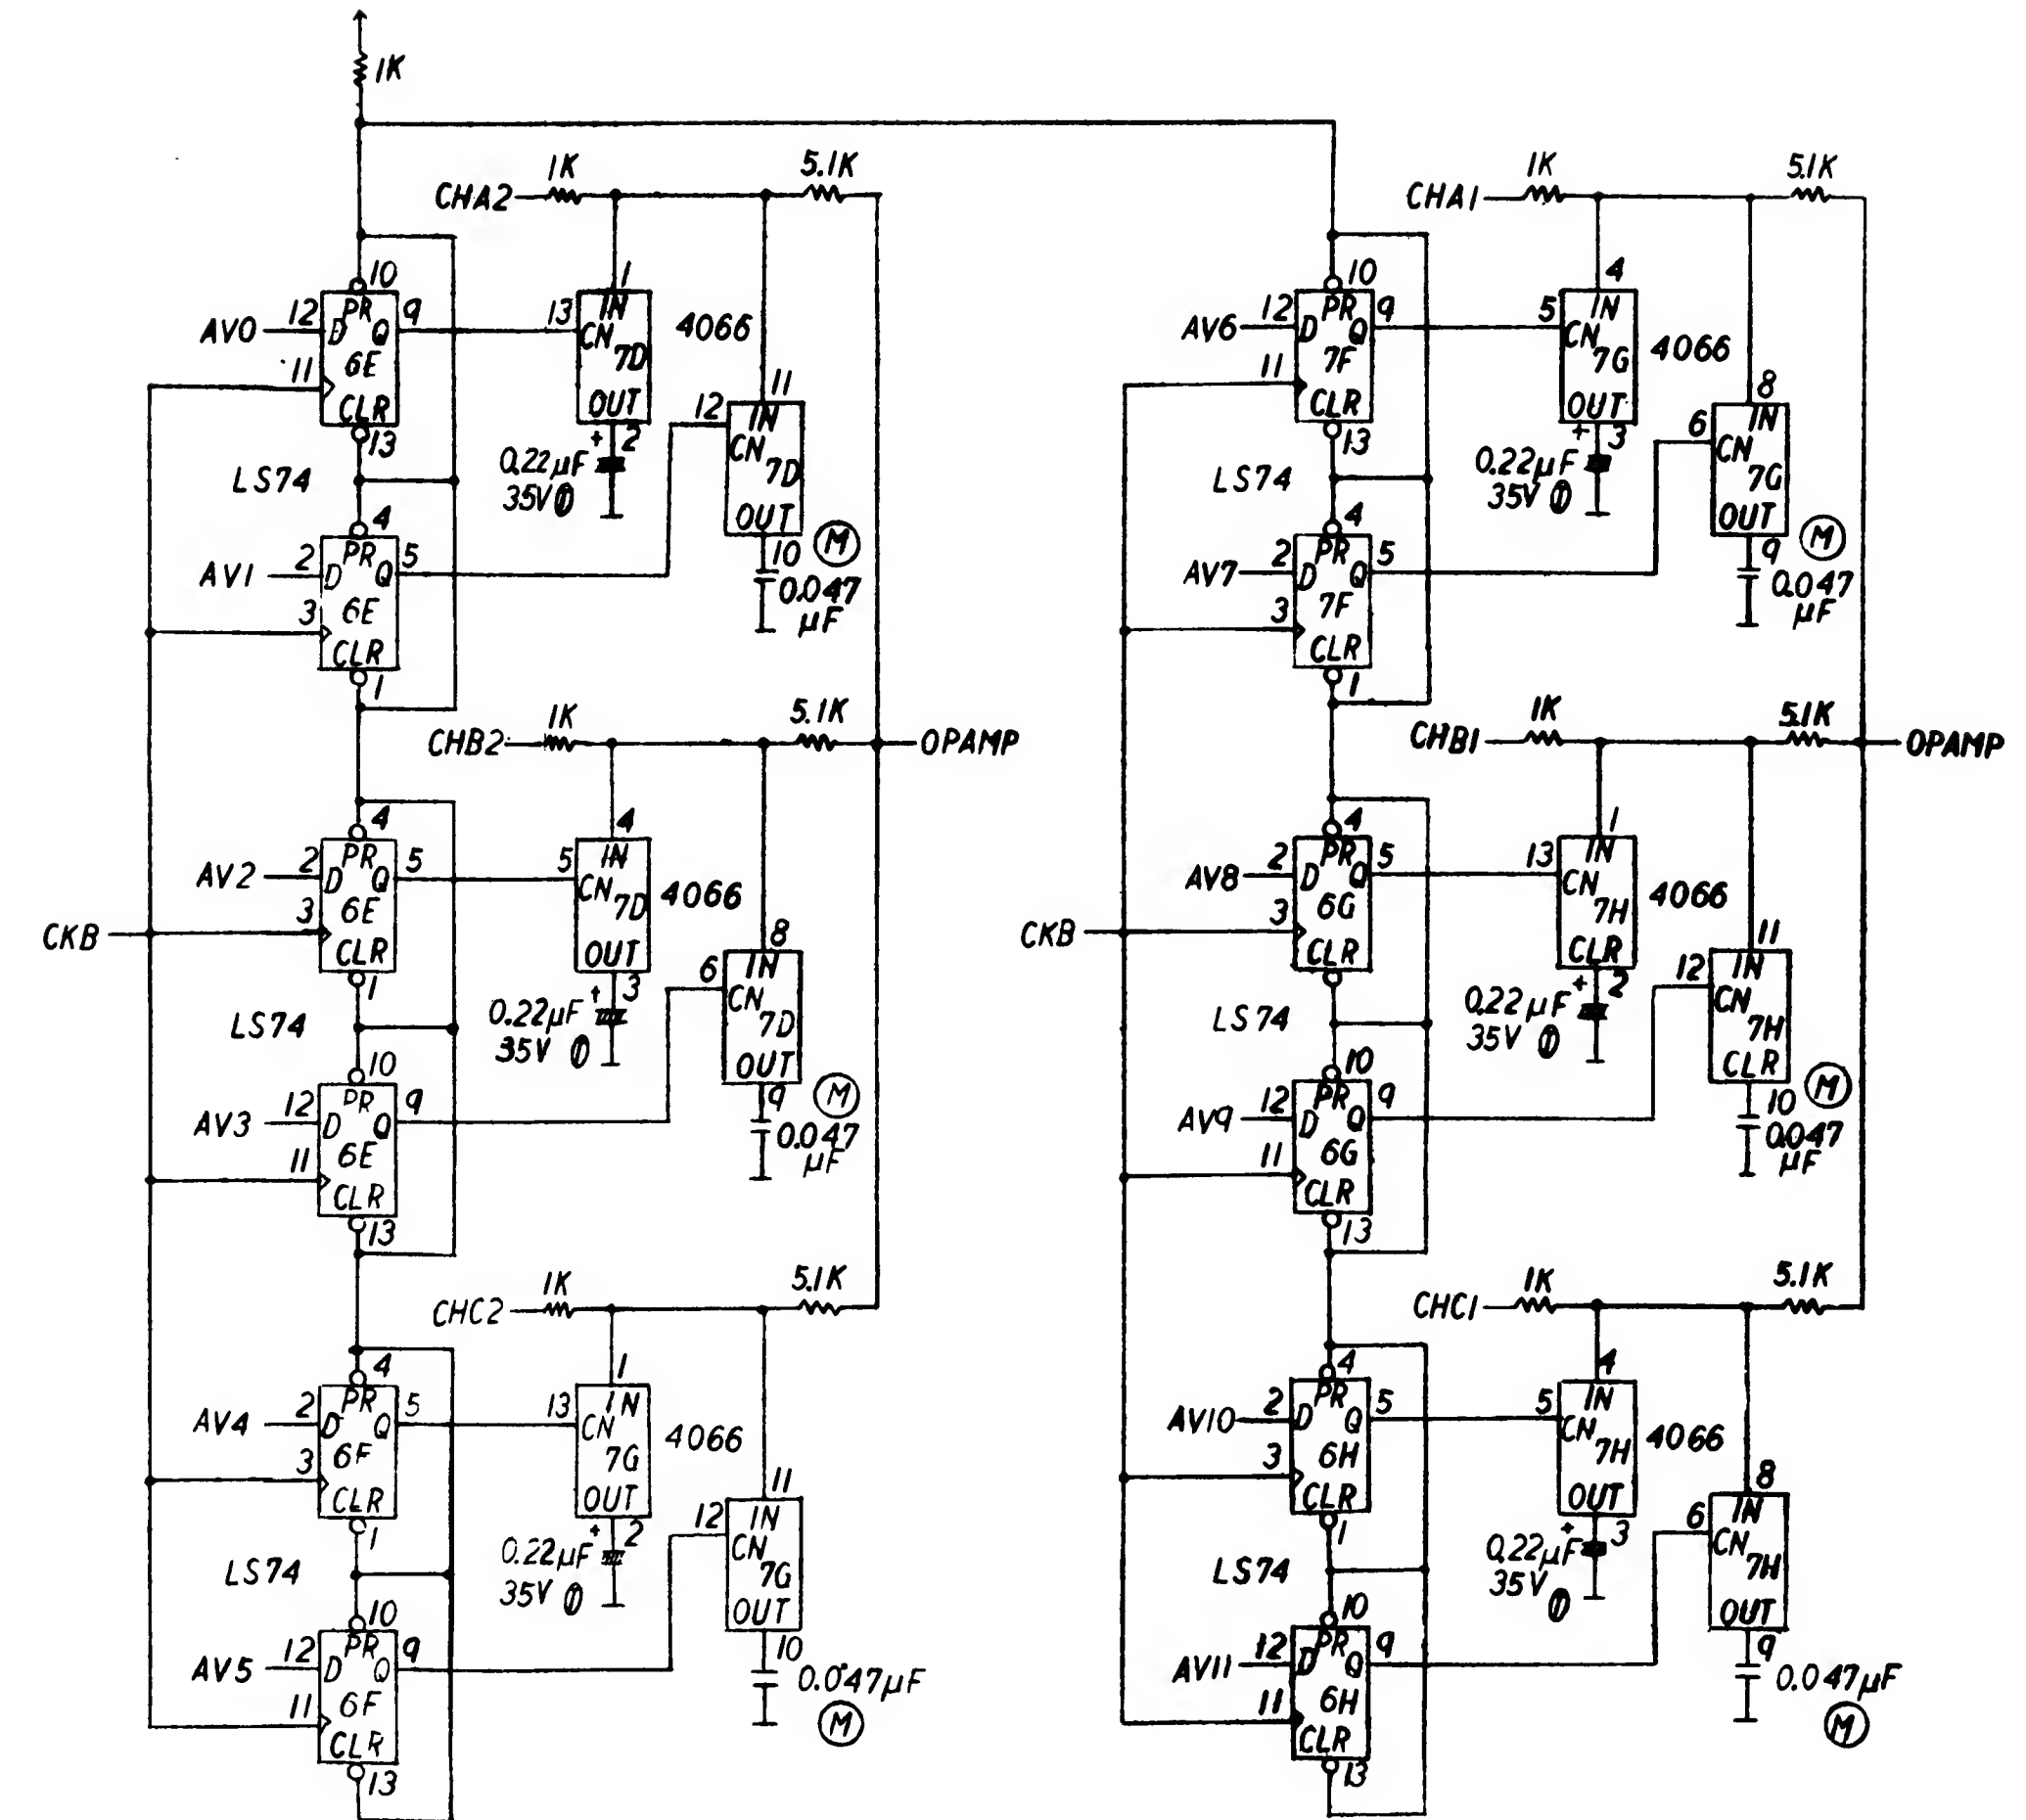 1K
CHA2
1K
5.1K
10
12
PR
9
AV0
D
Q
6E
11
CLR
13
1
IN
13
CN
7D
4066
OUT
+
2
0.22µF
35V
11
12
IN
CN
7D
OUT
10
M
0.047
µF
LS74
4
2
PR
5
AV1
D
Q
3
6E
CLR
1
CHB2
1K
5.1K
OPAMP
4
2
PR
5
AV2
D
Q
3
6E
CKB
CLR
1
4
5
IN
CN
7D
4066
OUT
+
3
0.22µF
35V
8
6
IN
CN
7D
OUT
9
M
0.047
µF
LS74
10
12
PR
9
AV3
D
Q
11
6E
CLR
13
CHC2
1K
5.1K
4
2
PR
5
AV4
D
Q
3
6F
CLR
1
1
13
IN
CN
7G
4066
OUT
+
2
0.22µF
35V
11
12
IN
CN
7G
OUT
10
0.047µF
M
LS74
10
12
PR
9
AV5
D
Q
11
6F
CLR
13
CHA1
1K
5.1K
10
12
PR
9
AV6
D
Q
11
7F
CLR
13
4
5
IN
CN
7G
4066
OUT
+
3
0.22µF
35V
8
6
IN
CN
7G
OUT
9
M
0.047
µF
LS74
4
2
PR
5
AV7
D
Q
3
7F
CLR
1
CHB1
1K
5.1K
OPAMP
4
2
PR
5
AV8
D
Q
3
6G
CKB
CLR
1
13
IN
CN
7H
4066
CLR
+
2
0.22µF
35V
11
12
IN
CN
7H
CLR
10
M
0.047
µF
LS74
10
12
PR
9
AV9
D
Q
11
6G
CLR
13
CHC1
1K
5.1K
4
2
PR
5
AV10
D
Q
3
6H
CLR
1
4
5
IN
CN
7H
4066
OUT
+
3
0.22µF
35V
8
6
IN
CN
7H
OUT
9
0.047µF
M
LS74
10
12
PR
9
AV11
D
Q
11
6H
CLR
13